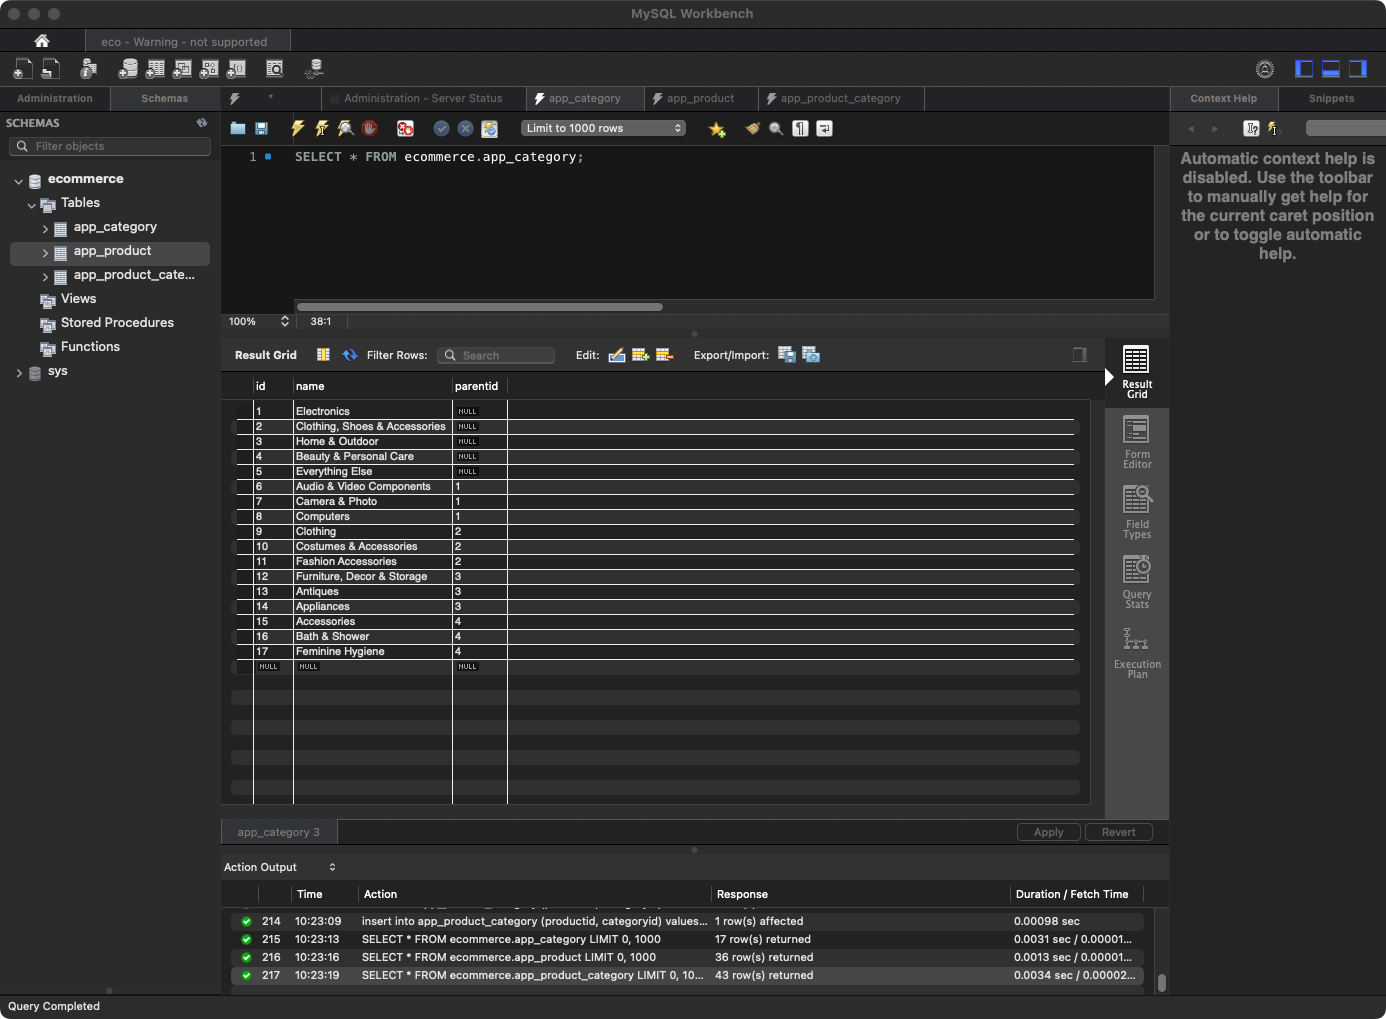 MySQL Workbench
eco - Warning - not supported
Administration
Schemas
*
Administration - Server Status
app_category
app_product
app_product_category
Context Help
Snippets
SCHEMAS
Filter objects
Limit to 1000 rows
1
SELECT * FROM ecommerce.app_category;
ecommerce
Tables
app_category
app_product
app_product_cate...
Views
Stored Procedures
Functions
sys
Automatic context help is
disabled. Use the toolbar
to manually get help for
the current caret position
or to toggle automatic
help.
100%
38:1
Result Grid
Filter Rows:
Search
Edit:
Export/Import:
id name parentid
1 Electronics NULL
2 Clothing, Shoes & Accessories NULL
3 Home & Outdoor NULL
4 Beauty & Personal Care NULL
5 Everything Else NULL
6 Audio & Video Components 1
7 Camera & Photo 1
8 Computers 1
9 Clothing 2
10 Costumes & Accessories 2
11 Fashion Accessories 2
12 Furniture, Decor & Storage 3
13 Antiques 3
14 Appliances 3
15 Accessories 4
16 Bath & Shower 4
17 Feminine Hygiene 4
NULL NULL NULL
Result
Grid
Form
Editor
Field
Types
Query
Stats
Execution
Plan
app_category 3
Apply
Revert
Action Output
Time Action Response Duration / Fetch Time
214 10:23:09 insert into app_product_category (productid, categoryid) values... 1 row(s) affected 0.00098 sec
215 10:23:13 SELECT * FROM ecommerce.app_category LIMIT 0, 1000 17 row(s) returned 0.0031 sec / 0.00001...
216 10:23:16 SELECT * FROM ecommerce.app_product LIMIT 0, 1000 36 row(s) returned 0.0013 sec / 0.00001...
217 10:23:19 SELECT * FROM ecommerce.app_product_category LIMIT 0, 10... 43 row(s) returned 0.0034 sec / 0.00002...
Query Completed